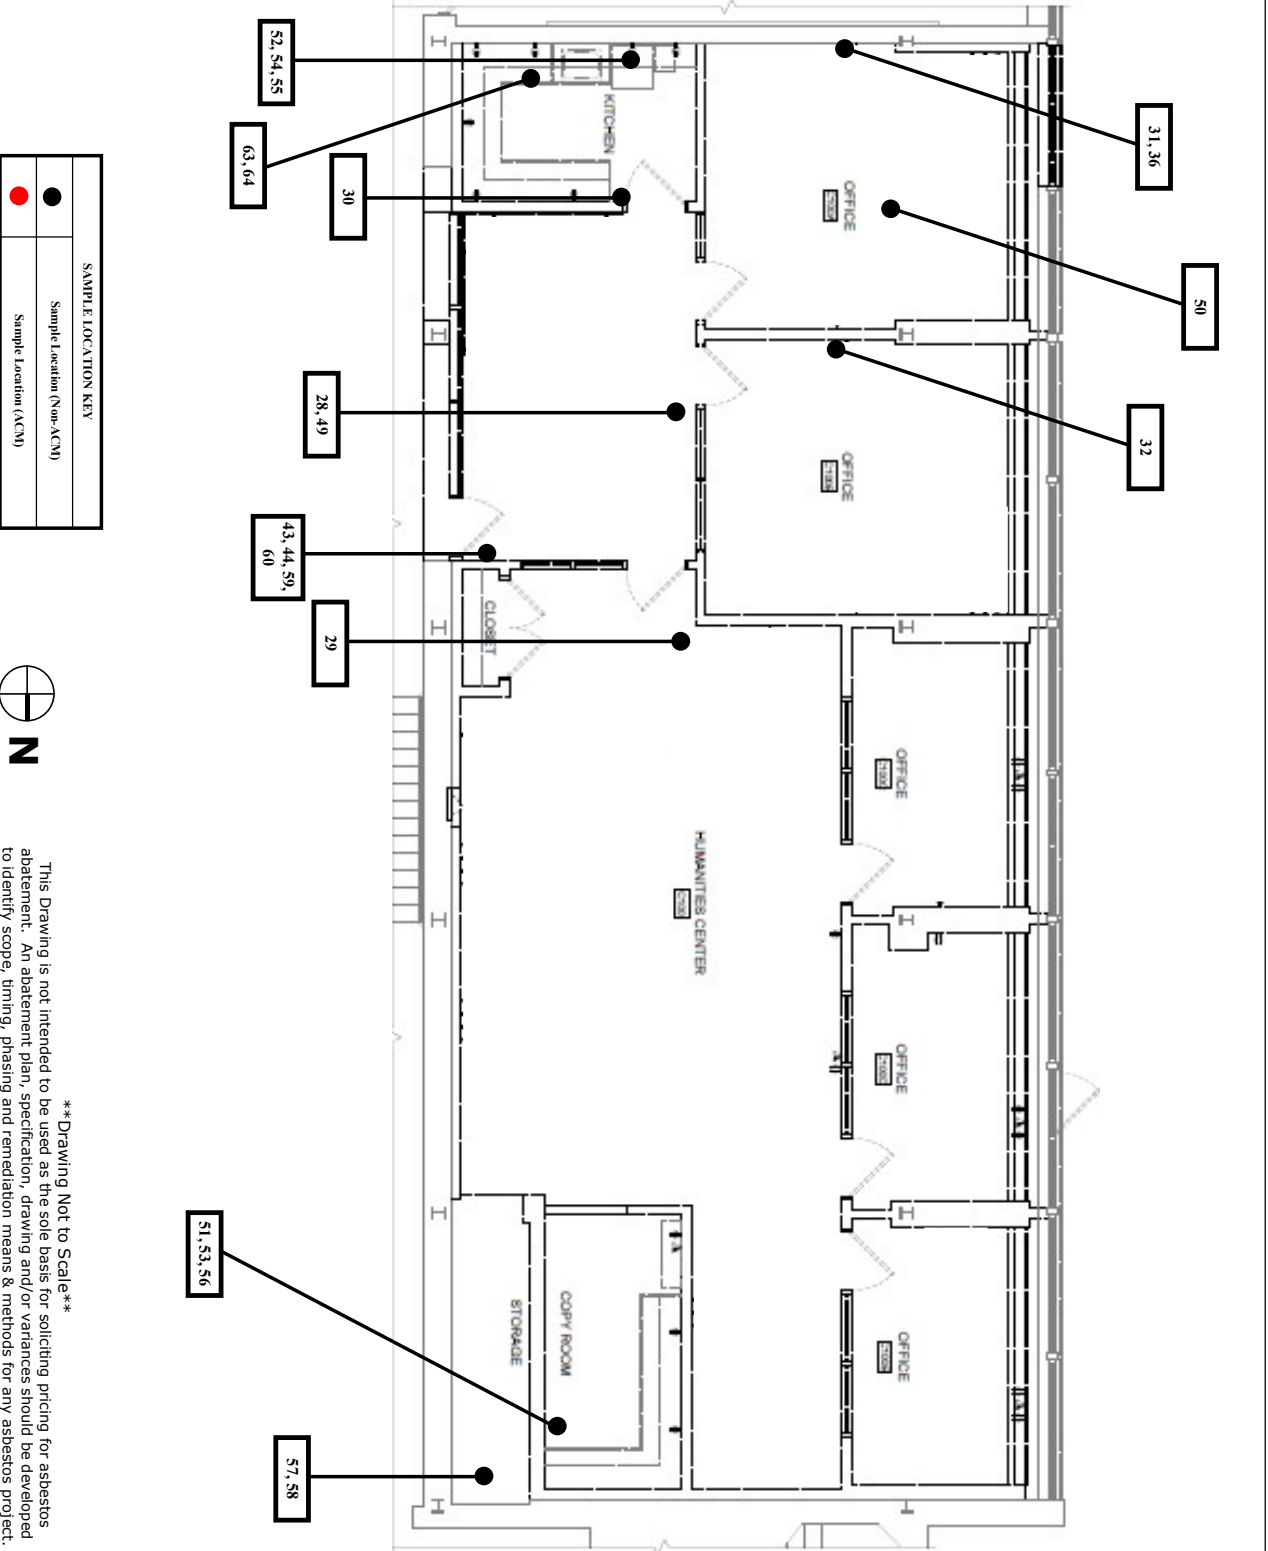 52, 54, 55
63, 64
30
31, 36
50
32
28, 49
43, 44, 59,
60
29
51, 53, 56
57, 58
KITCHEN
OFFICE
OFFICE
CLOSET
OFFICE
HUMANITIES CENTER
OFFICE
OFFICE
COPY ROOM
STORAGE
SAMPLE LOCATION KEY
Sample Location (Non-ACM)
Sample Location (ACM)
N
**Drawing Not to Scale**
This Drawing is not intended to be used as the sole basis for soliciting pricing for asbestos
abatement. An abatement plan, specification, drawing and/or variances should be developed
to identify scope, timing, phasing and remediation means & methods for any asbestos project.